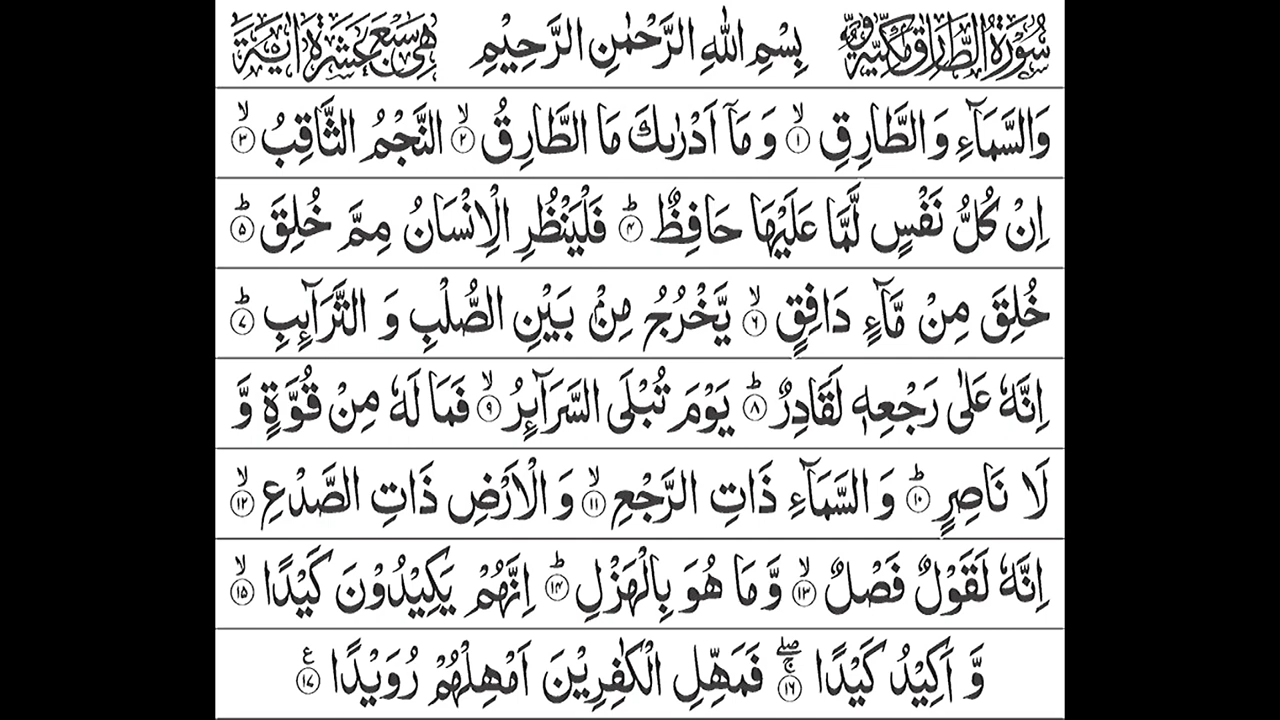 سُوْرَةُ الطَّارِقِ مَكِّيَّةٌ وَّ بِسْمِ اللهِ الرَّحْمٰنِ الرَّحِيْمِ هِيَ سَبْعَ عَشْرَةَ اٰيَةً
وَالسَّمَآءِ وَالطَّارِقِ ۙ﴿۱﴾ وَ مَاۤ اَدْرٰىكَ مَا الطَّارِقُ ۙ﴿۲﴾ النَّجْمُ الثَّاقِبُ ۙ﴿۳﴾
اِنْ كُلُّ نَفْسٍ لَّمَّا عَلَيْهَا حَافِظٌ ؕ﴿۴﴾ فَلْيَنْظُرِ الْاِنْسَانُ مِمَّ خُلِقَ ؕ﴿۵﴾
خُلِقَ مِنْ مَّآءٍ دَافِقٍ ۙ﴿۶﴾ يَّخْرُجُ مِنْۢ بَيْنِ الصُّلْبِ وَ التَّرَآئِبِ ؕ﴿۷﴾
اِنَّهٗ عَلٰى رَجْعِهٖ لَقَادِرٌ ؕ﴿۸﴾ يَوْمَ تُبْلَى السَّرَآئِرُ ۙ﴿۹﴾ فَمَا لَهٗ مِنْ قُوَّةٍ وَّ
لَا نَاصِرٍ ؕ﴿۱۰﴾ وَ السَّمَآءِ ذَاتِ الرَّجْعِ ۙ﴿۱۱﴾ وَ الْاَرْضِ ذَاتِ الصَّدْعِ ۙ﴿۱۲﴾
اِنَّهٗ لَقَوْلٌ فَصْلٌ ۙ﴿۱۳﴾ وَّ مَا هُوَ بِالْهَزْلِ ؕ﴿۱۴﴾ اِنَّهُمْ يَكِيْدُوْنَ كَيْدًا ۙ﴿۱۵﴾
وَّ اَكِيْدُ كَيْدًا ۚۖ﴿۱۶﴾ فَمَهِّلِ الْكٰفِرِيْنَ اَمْهِلْهُمْ رُوَيْدًا ﴿۱۷﴾ ع